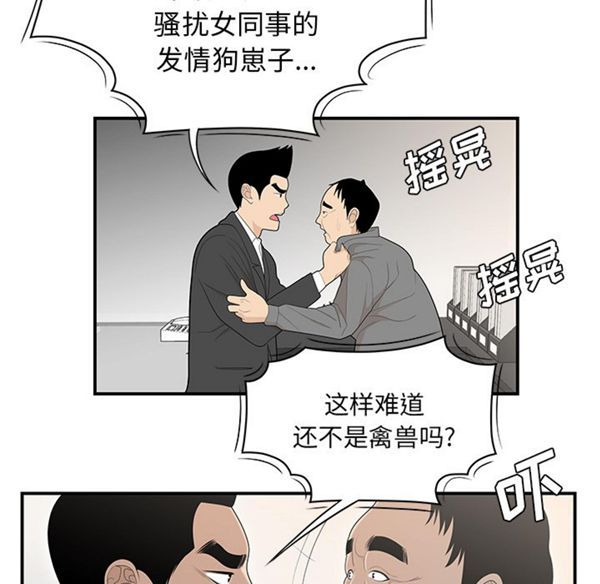 骚扰女同事的
发情狗崽子...
摇晃
摇晃
这样难道
还不是禽兽吗?
吓